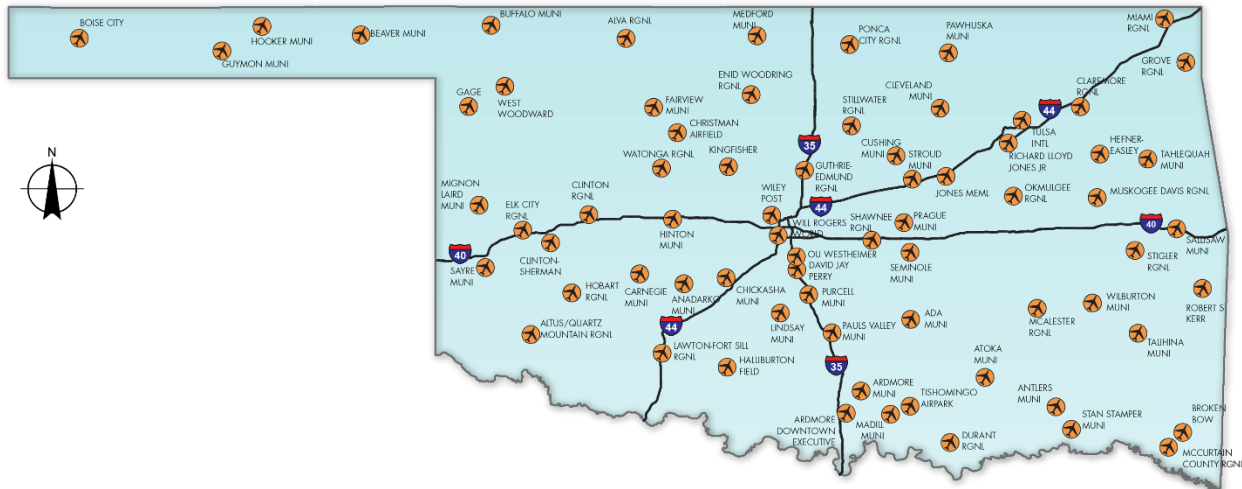 BOISE CITY
HOOKER MUNI
GUYMON MUNI
BEAVER MUNI
BUFFALO MUNI
ALVA RGNL
MEDFORD
MUNI
PONCA
CITY RGNL
PAWHUSKA
MUNI
MIAMI
RGNL
GROVE
RGNL
GAGE
WEST
WOODWARD
FAIRVIEW
MUNI
CHRISTMAN
AIRFIELD
ENID WOODRING
RGNL
STILLWATER
RGNL
CLEVELAND
MUNI
CLAREMORE
RGNL
44
TULSA
INTL
RICHARD LLOYD
JONES JR
HEFNER-
EASLEY
TAHLEQUAH
MUNI
35
CUSHING
MUNI
STROUD
MUNI
WATONGA RGNL
KINGFISHER
GUTHRIE-
EDMUND
RGNL
JONES MEML
OKMULGEE
RGNL
MUSKOGEE DAVIS RGNL
N
MIGNON
LAIRD
MUNI
ELK CITY
RGNL
CLINTON
RGNL
WILEY
POST
44
WILL ROGERS
WORLD
SHAWNEE
RGNL
PRAGUE
MUNI
40
SALLISAW
MUNI
HINTON
MUNI
40
SAYRE
MUNI
CLINTON-
SHERMAN
OU WESTHEIMER
DAVID JAY
PERRY
SEMINOLE
MUNI
STIGLER
RGNL
HOBART
RGNL
CARNEGIE
MUNI
ANADARKO
MUNI
CHICKASHA
MUNI
PURCELL
MUNI
ROBERT S
KERR
ALTUS/QUARTZ
MOUNTAIN RGNL
44
LINDSAY
MUNI
PAULS VALLEY
MUNI
ADA
MUNI
MCALESTER
RGNL
WILBURTON
MUNI
TALIHINA
MUNI
LAWTON-FORT SILL
RGNL
HALLIBURTON
FIELD
35
ATOKA
MUNI
ARDMORE
MUNI
TISHOMINGO
AIRPARK
ANTLERS
MUNI
ARDMORE
DOWNTOWN
EXECUTIVE
MADILL
MUNI
DURANT
RGNL
STAN STAMPER
MUNI
BROKEN
BOW
MCCURTAIN
COUNTY RGNL